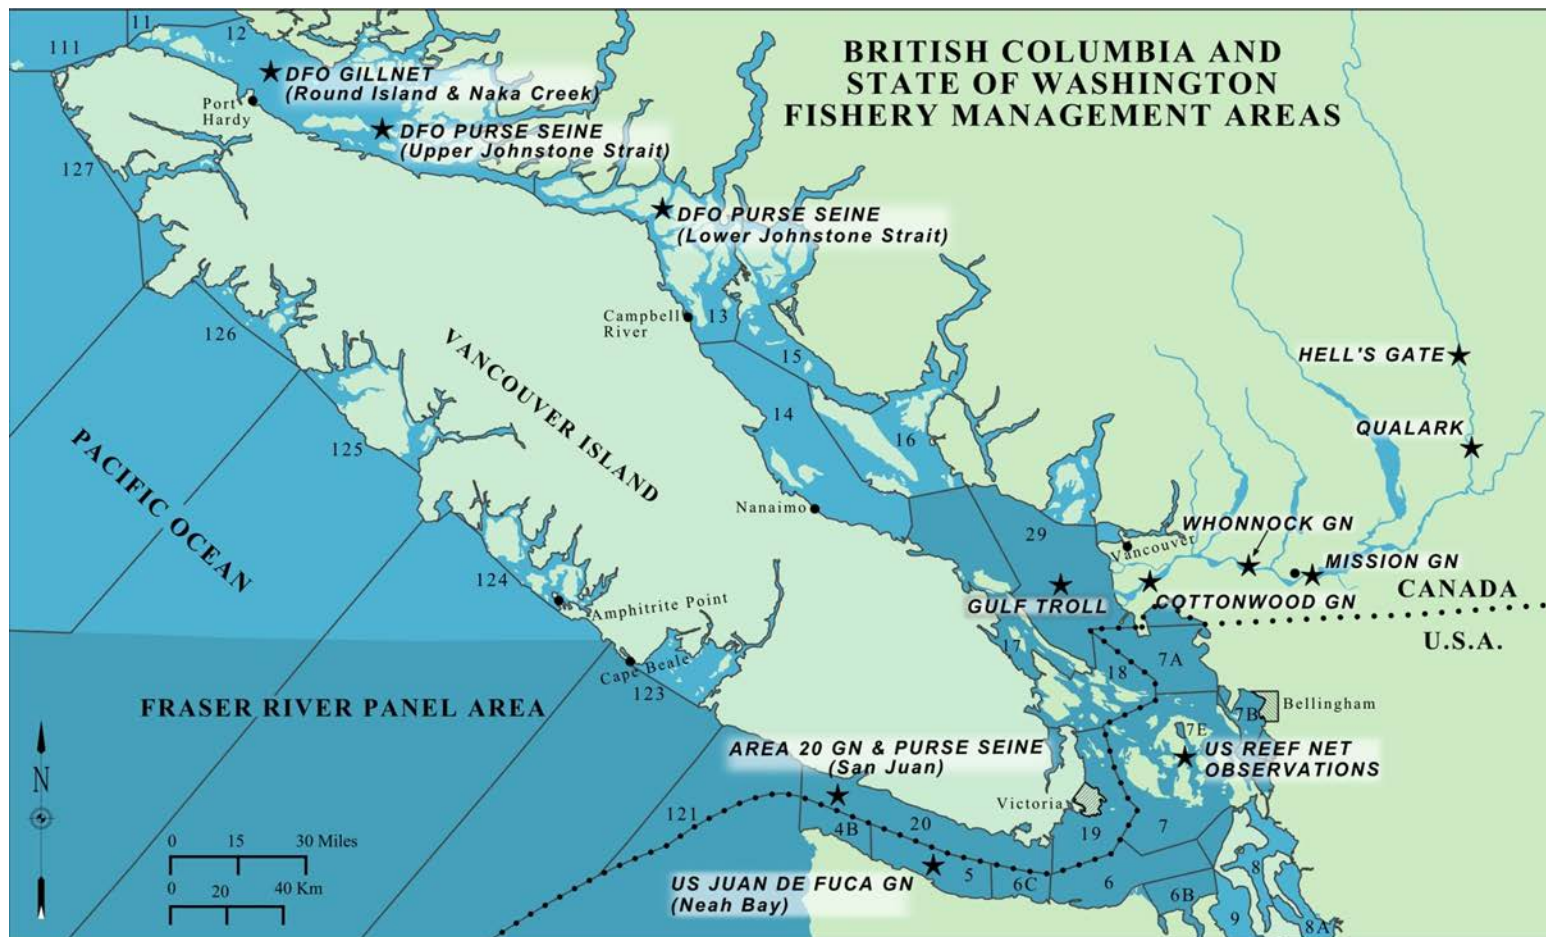 BRITISH COLUMBIA AND
STATE OF WASHINGTON
FISHERY MANAGEMENT AREAS
111
11
12
DFO GILLNET
(Round Island & Naka Creek)
Port
Hardy
DFO PURSE SEINE
(Upper Johnstone Strait)
127
DFO PURSE SEINE
(Lower Johnstone Strait)
Campbell
River
13
126
VANCOUVER ISLAND
15
HELL'S GATE
14
16
QUALARK
125
PACIFIC OCEAN
Nanaimo
29
Vancouver
WHONNOCK GN
MISSION GN
124
Amphitrite Point
GULF TROLL
COTTONWOOD GN
CANADA
U.S.A.
17
18
7A
Cape Beale
123
FRASER RIVER PANEL AREA
7B
Bellingham
7E
AREA 20 GN & PURSE SEINE
(San Juan)
US REEF NET
OBSERVATIONS
N
Victoria
121
4B
20
19
7
0 15 30 Miles
0 20 40 Km
US JUAN DE FUCA GN
(Neah Bay)
5
6C
6
6B
8
9
8A